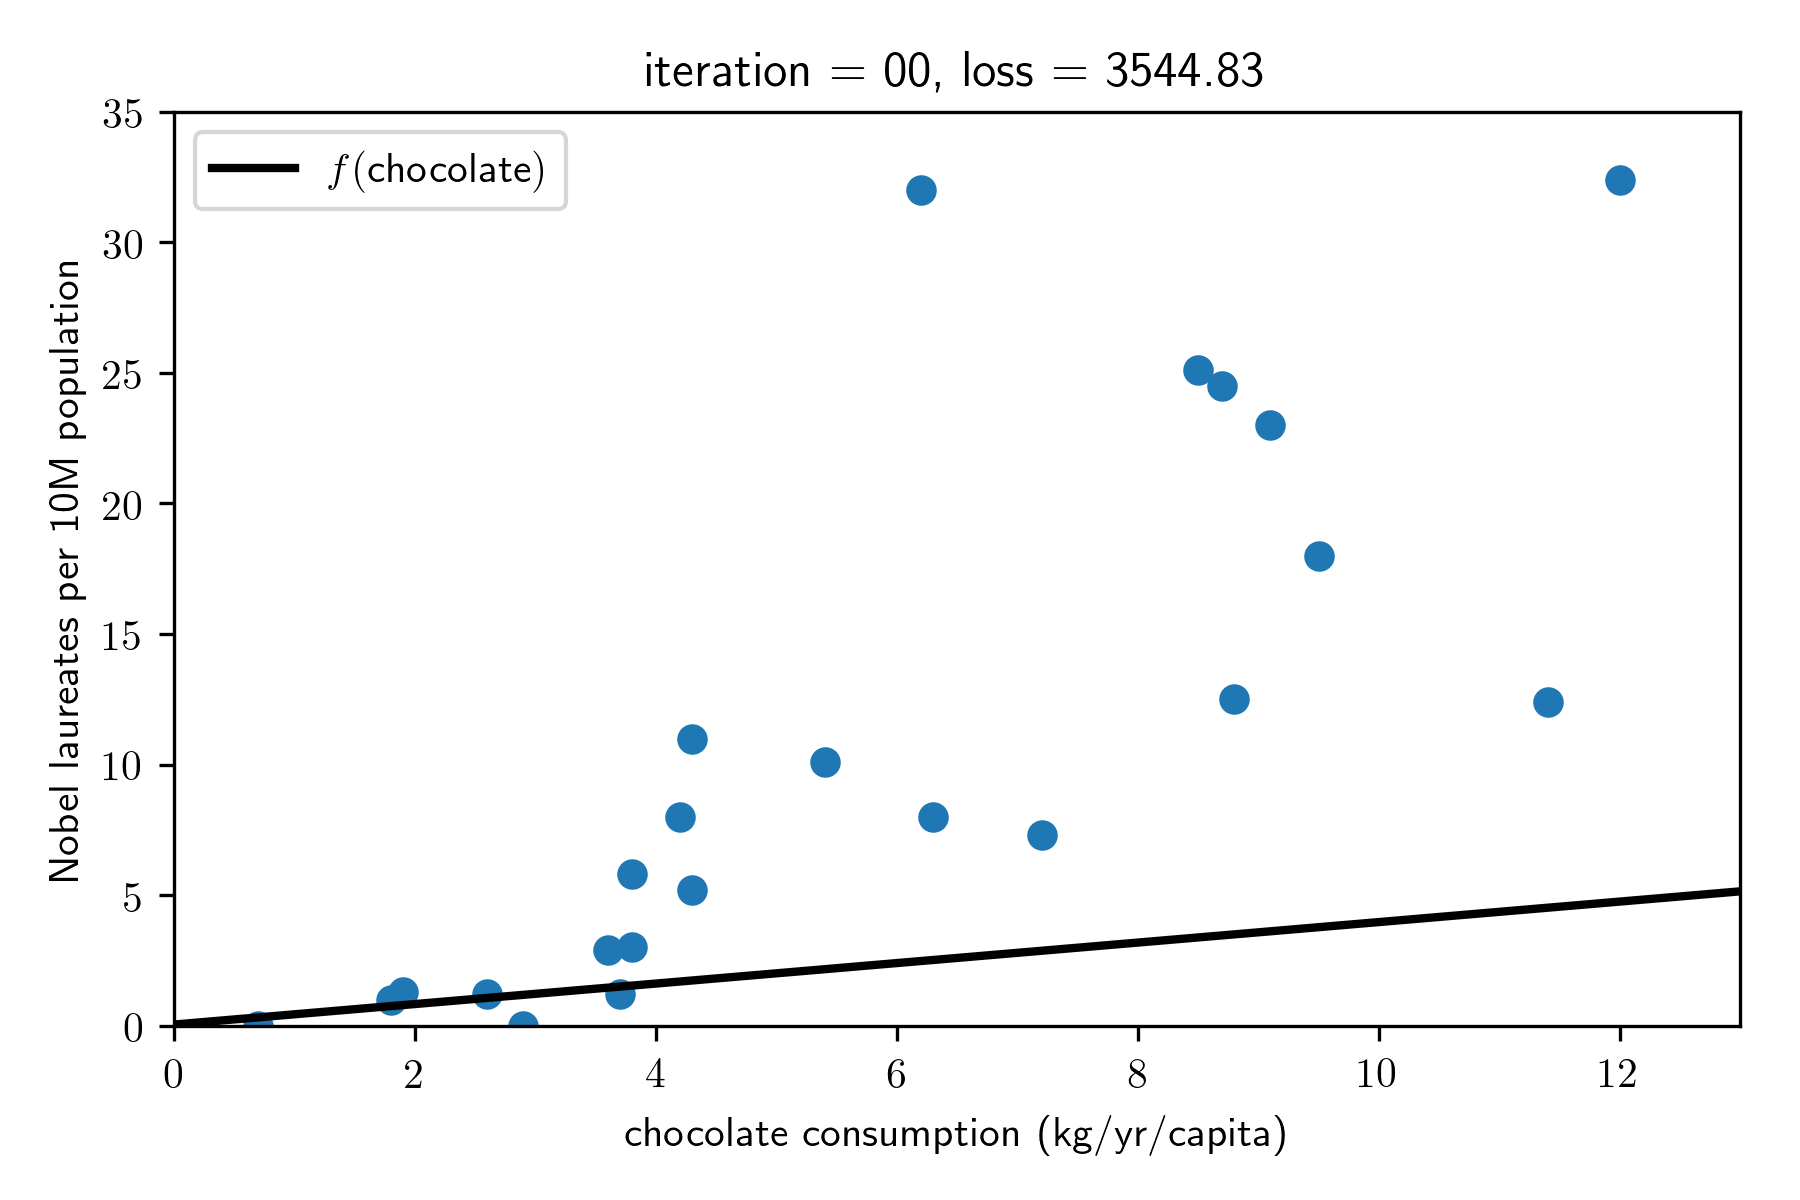 iteration = 00, loss = 3544.83
f(chocolate)
Nobel laureates per 10M population
35
30
25
20
15
10
5
0
0 2 4 6 8 10 12
chocolate consumption (kg/yr/capita)